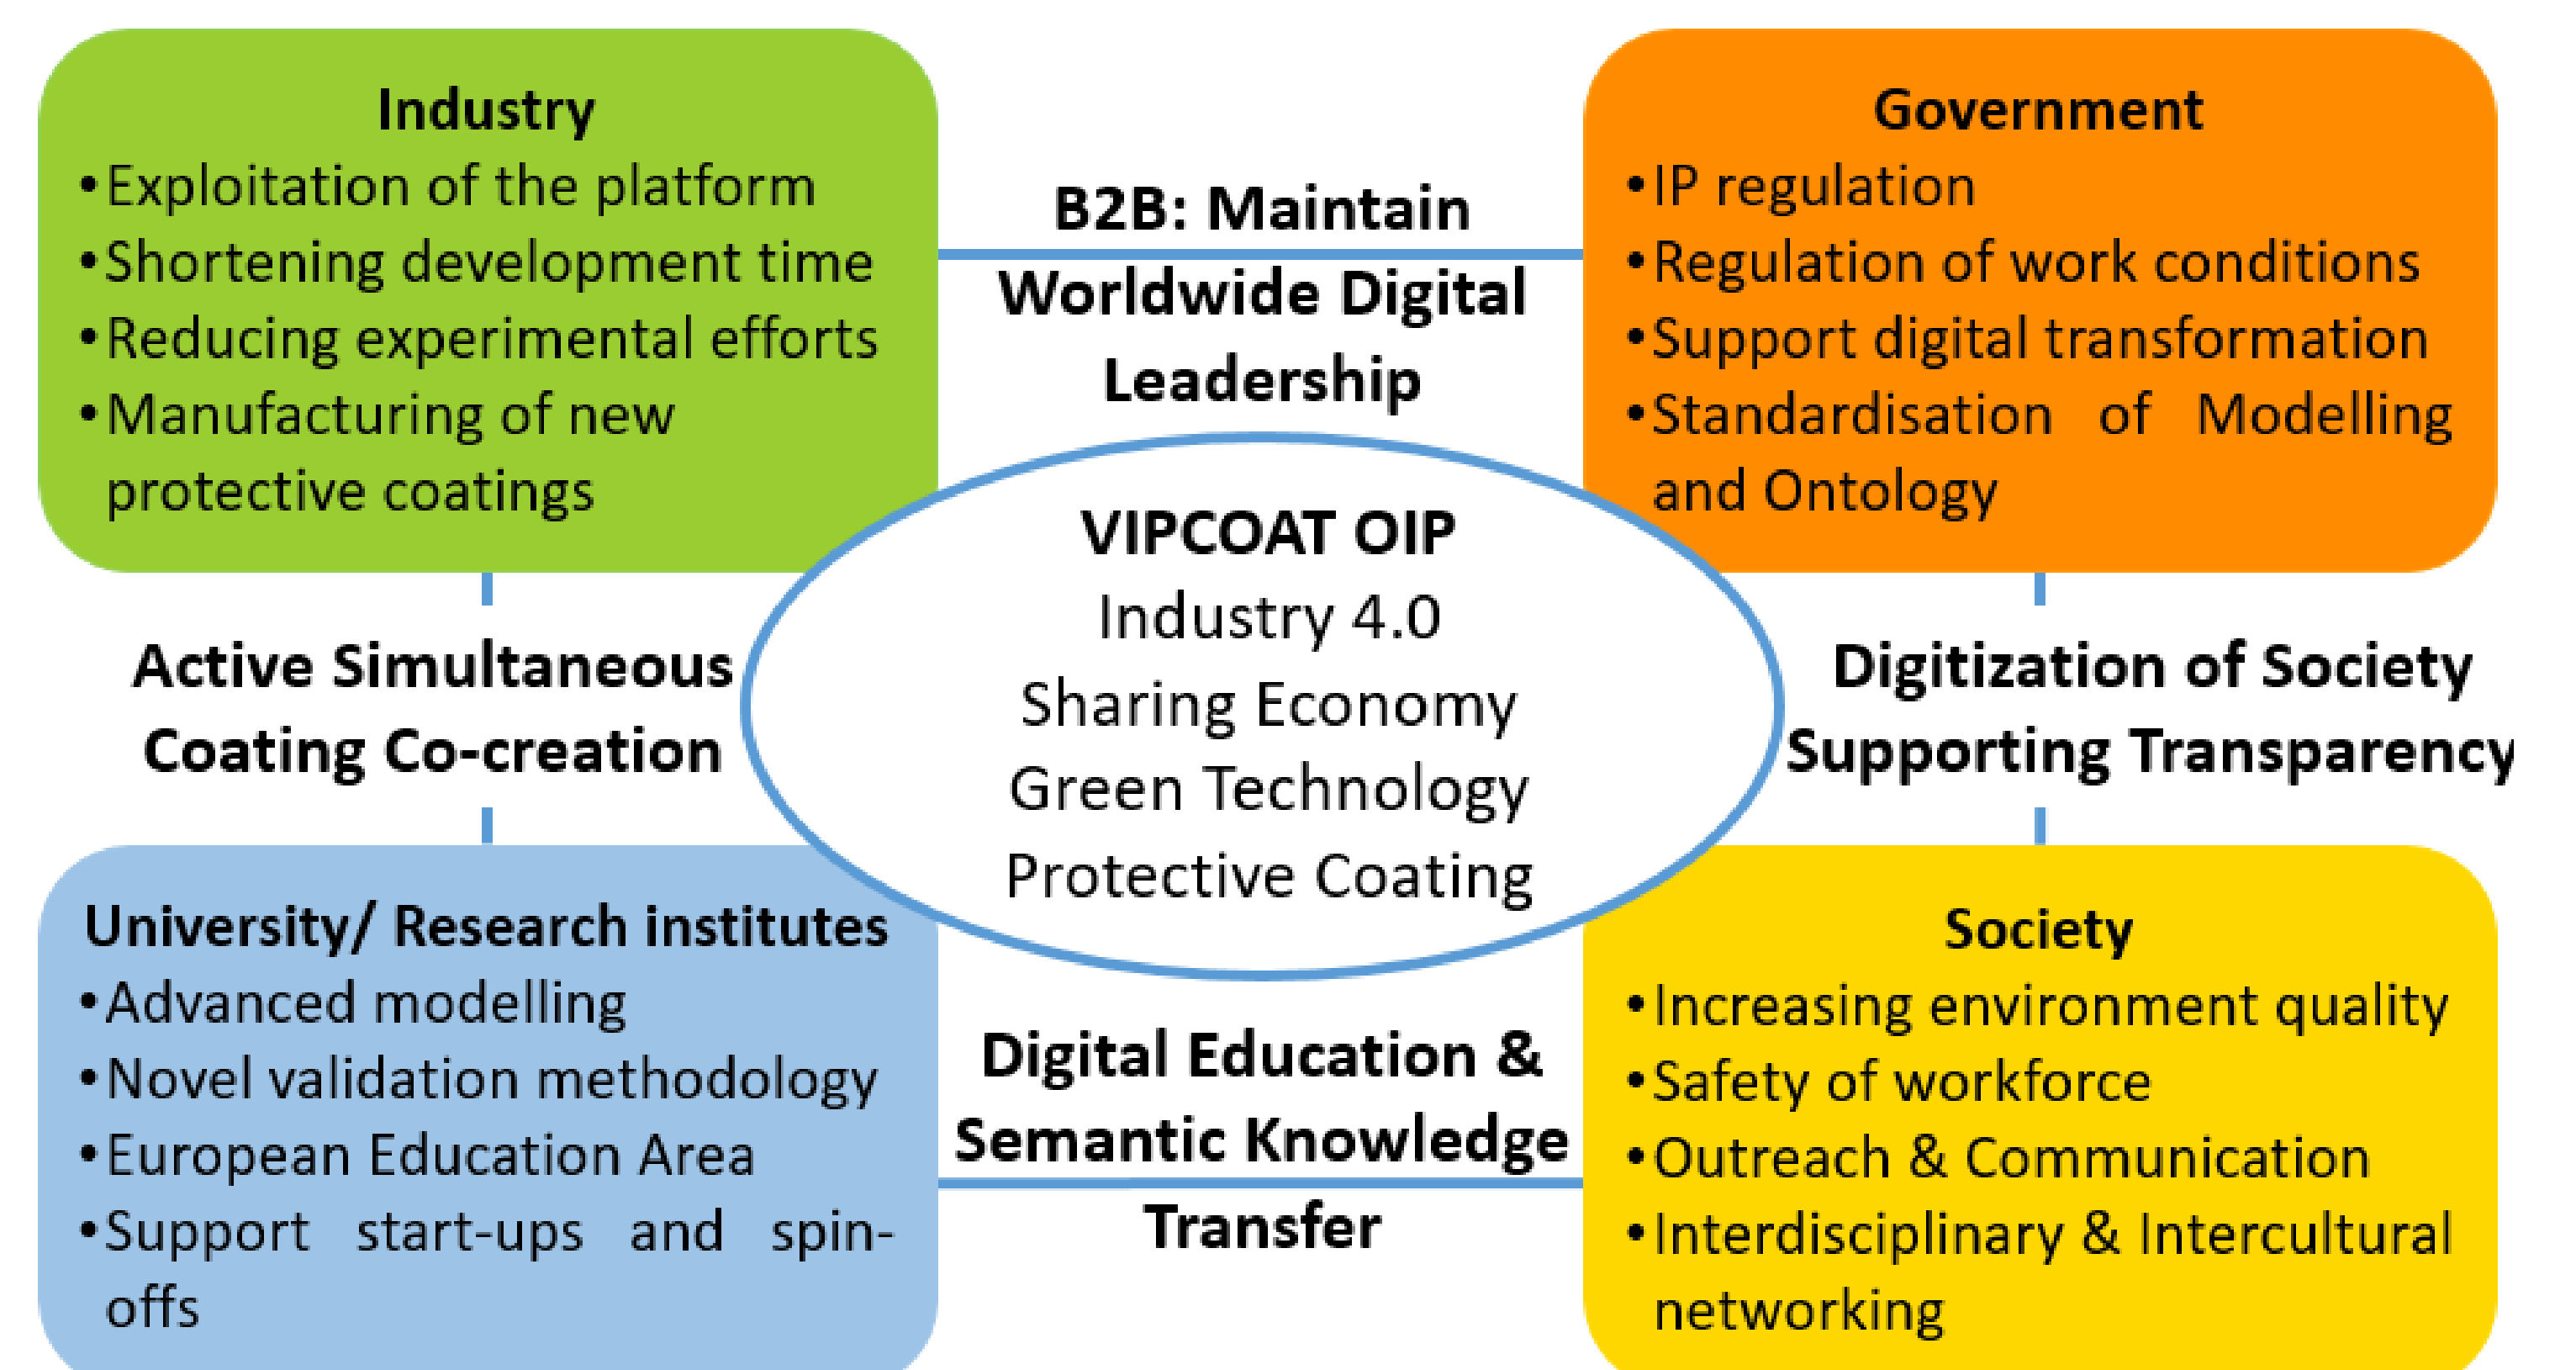 Industry
•Exploitation of the platform
•Shortening development time
•Reducing experimental efforts
•Manufacturing of new
protective coatings
B2B: Maintain
Worldwide Digital
Leadership
Government
•IP regulation
•Regulation of work conditions
•Support digital transformation
•Standardisation of Modelling
and Ontology
Active Simultaneous
Coating Co-creation
VIPCOAT OIP
Industry 4.0
Sharing Economy
Green Technology
Protective Coating
Digitization of Society
Supporting Transparency
University/ Research institutes
•Advanced modelling
•Novel validation methodology
•European Education Area
•Support start-ups and spin-
offs
Digital Education &
Semantic Knowledge
Transfer
Society
•Increasing environment quality
•Safety of workforce
•Outreach & Communication
•Interdisciplinary & Intercultural
networking